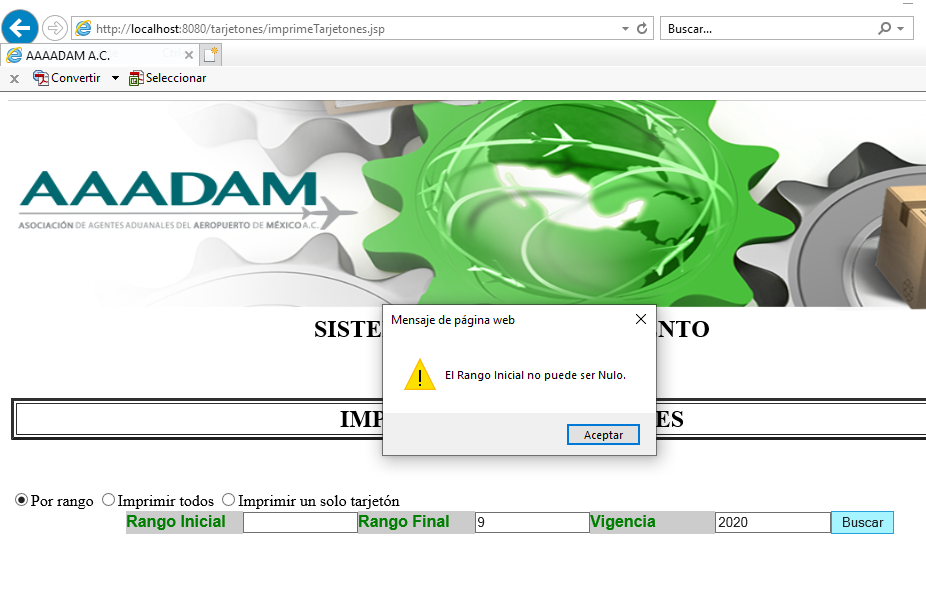 http://localhost:8080/tarjetones/imprimeTarjetones.jsp
Buscar...
AAAADAM A.C.
x Convertir Seleccionar
AAADAM
ASOCIACIÓN DE AGENTES ADUANALES DEL AEROPUERTO DE MÉXICO A.C.
SISTE NTO
Mensaje de página web
El Rango Inicial no puede ser Nulo.
Aceptar
IMP ES
Por rango Imprimir todos Imprimir un solo tarjetón
Rango Inicial Rango Final 9 Vigencia 2020 Buscar